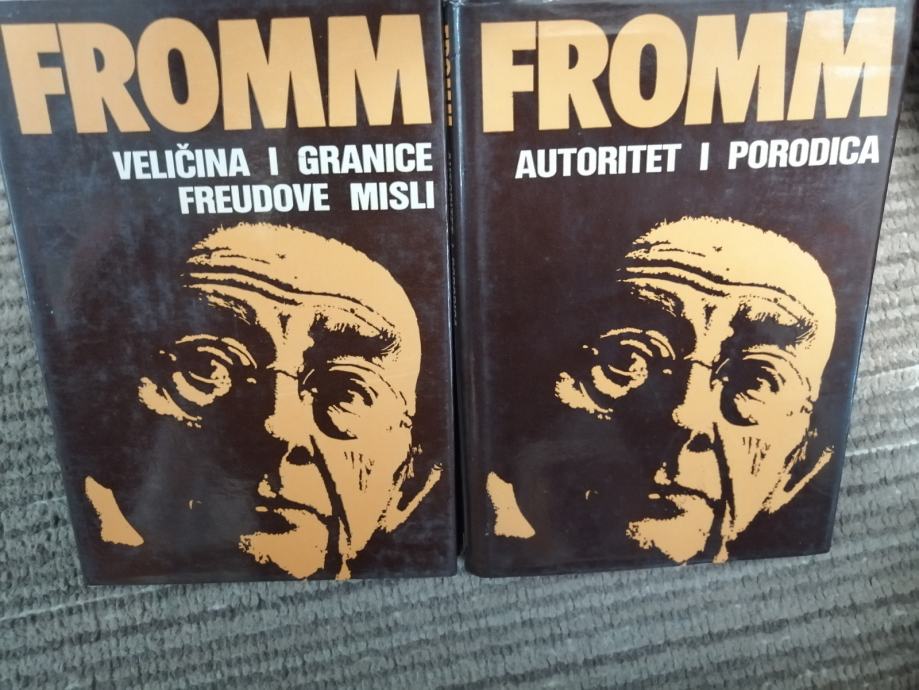 FROMM
VELIČINA I GRANICE
FREUDOVE MISLI
FROMM
AUTORITET I PORODICA